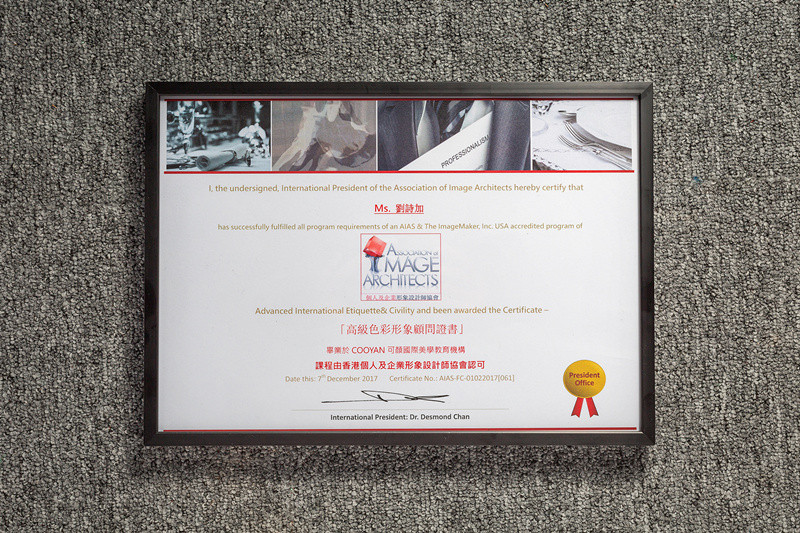 PROFESSIONALISM
I, the undersigned, International President of the Association of Image Architects hereby certify that
Ms. 劉詩加
has successfully fulfilled all program requirements of an AIAS & The ImageMaker, Inc. USA accredited program of
ASSOCIATION OF
IMAGE
ARCHITECTS
個人及企業形象設計師協會
Advanced International Etiquette& Civility and been awarded the Certificate –
「高級色彩形象顧問證書」
畢業於 COOYAN 可顏國際美學教育機構
課程由香港個人及企業形象設計師協會認可
Date this: 7th December 2017 Certificate No.: AIAS-FC-01022017[061]
International President: Dr. Desmond Chan
President
Office